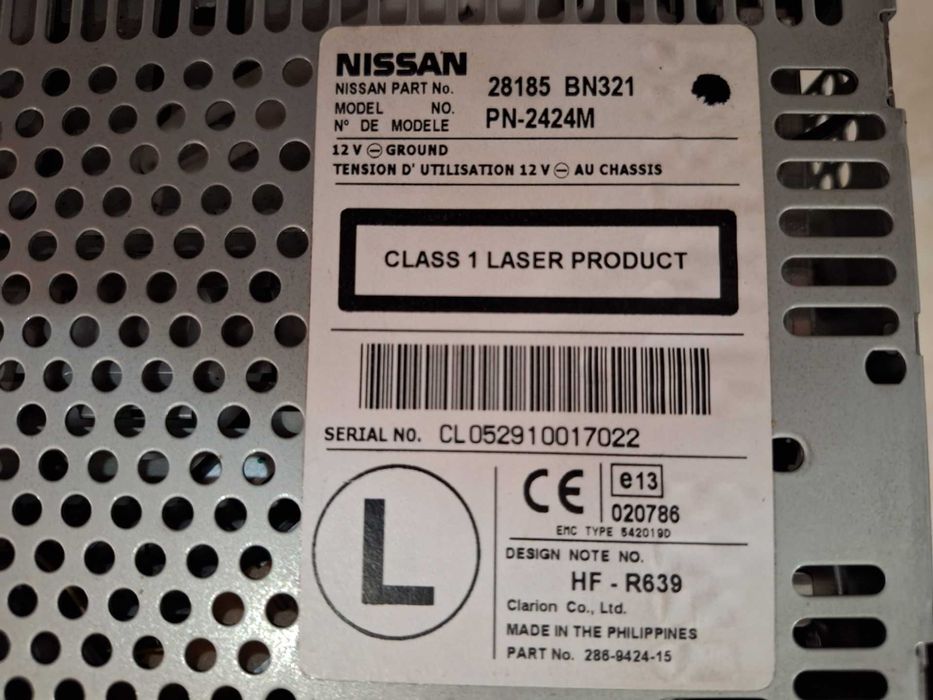 NISSAN
NISSAN PART No. 28185 BN321
MODEL NO.
N° DE MODELE PN-2424M
12 V ⊖ GROUND
TENSION D' UTILISATION 12 V ⊖ AU CHASSIS
CLASS 1 LASER PRODUCT
SERIAL NO. CL052910017022
L
CE
e13
020786
EMC TYPE 542019D
DESIGN NOTE NO.
HF - R639
Clarion Co., Ltd.
MADE IN THE PHILIPPINES
PART No. 286-9424-15